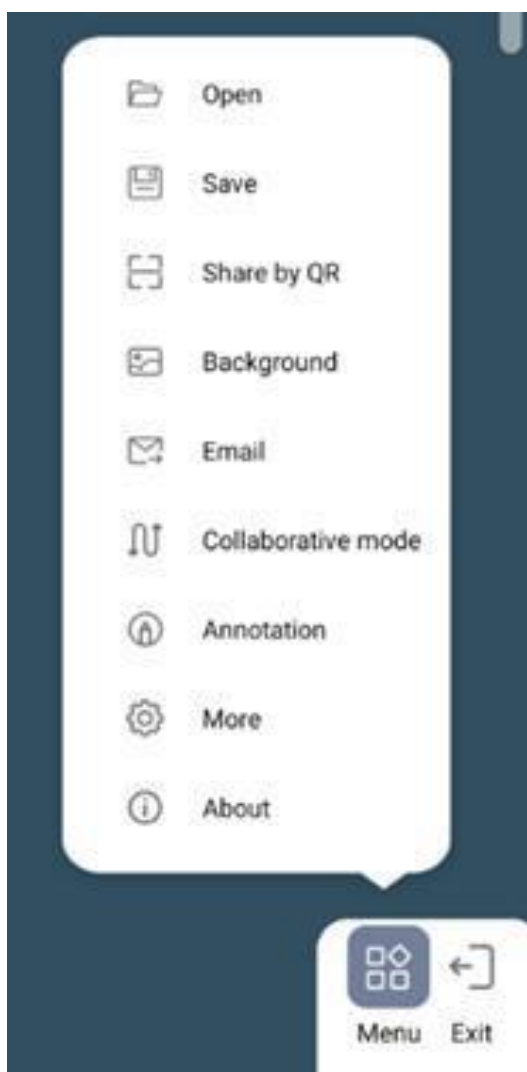 Open
Save
Share by QR
Background
Email
Collaborative mode
Annotation
More
About
Menu Exit